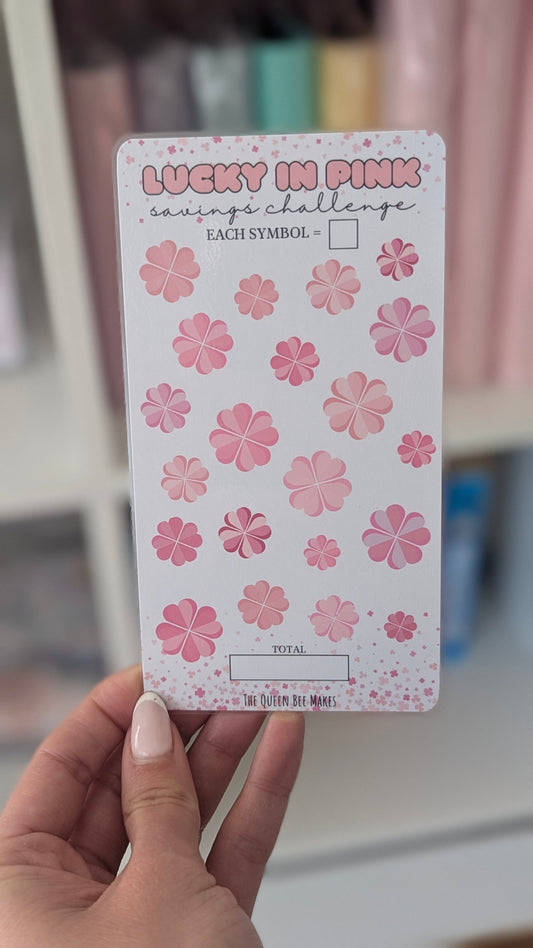 LUCKY IN PINK
savings challenge
EACH SYMBOL =
TOTAL
THE QUEEN BEE MAKES